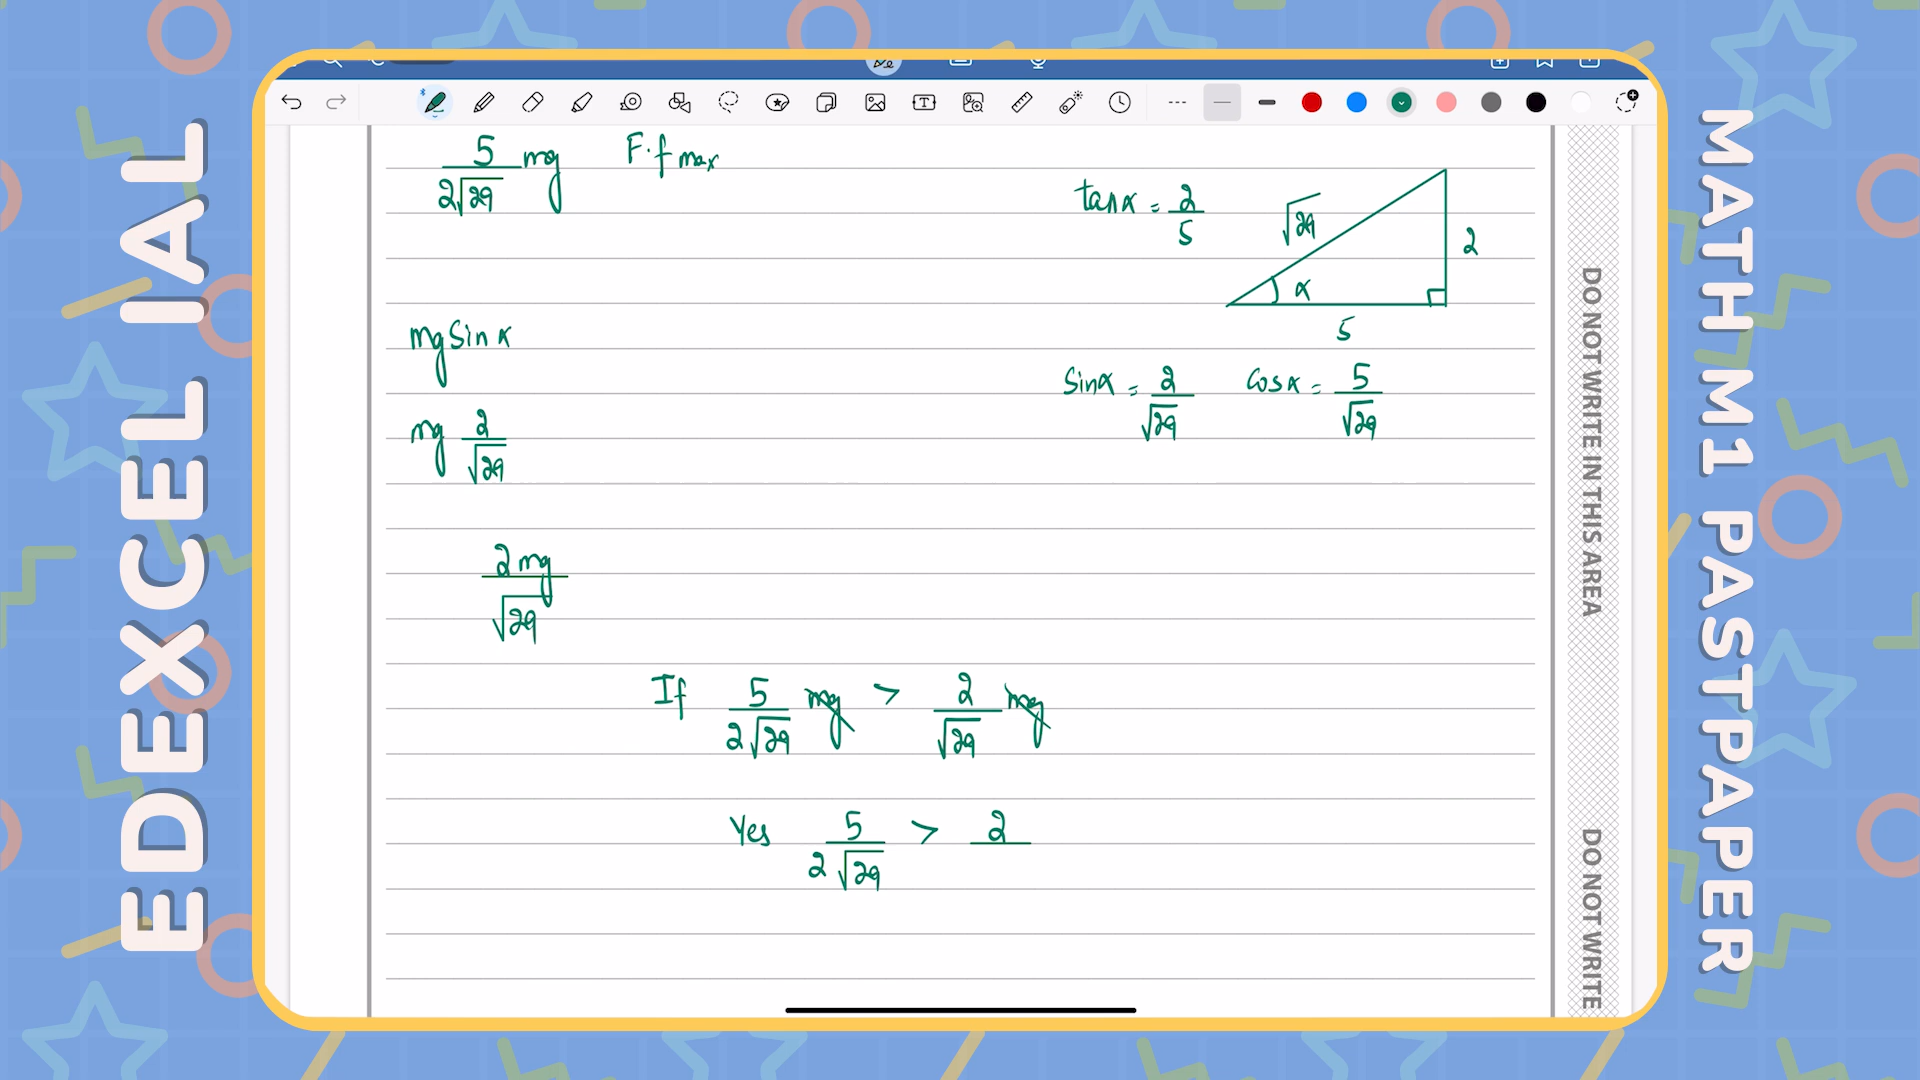 EDEXCEL IAL
5/(2√29) mg F.f max
tanα = 2/5
√29
2
α
5
mg Sin α
Sinα = 2/√29 Cosα = 5/√29
mg 2/√29
2mg/√29
If 5/(2√29) mg > 2/√29 mg
Yes 5/(2√29) > 2
DO NOT WRITE IN THIS AREA
DO NOT WRITE
MATH M1 PASTPAPER